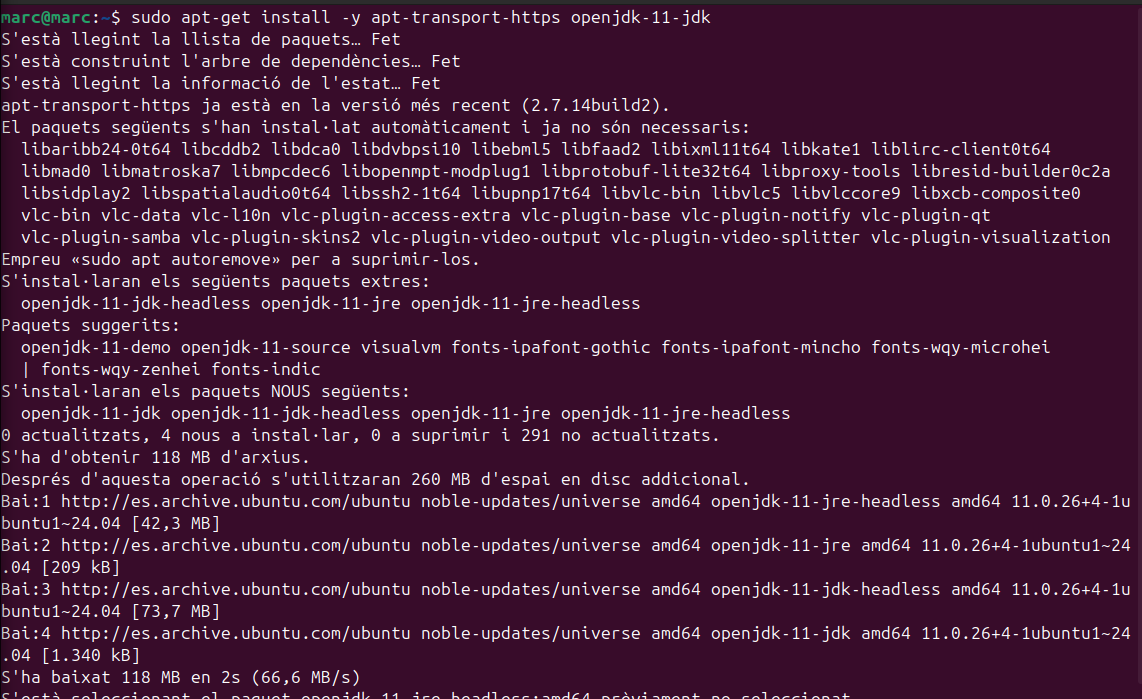 marc@marc:~$ sudo apt-get install -y apt-transport-https openjdk-11-jdk
S'està llegint la llista de paquets… Fet
S'està construint l'arbre de dependències… Fet
S'està llegint la informació de l'estat… Fet
apt-transport-https ja està en la versió més recent (2.7.14build2).
El paquets següents s'han instal·lat automàticament i ja no són necessaris:
  libaribb24-0t64 libcddb2 libdca0 libdvbpsi10 libebml5 libfaad2 libixml11t64 libkate1 liblirc-client0t64
  libmad0 libmatroska7 libmpcdec6 libopenmpt-modplug1 libprotobuf-lite32t64 libproxy-tools libresid-builder0c2a
  libsidplay2 libspatialaudio0t64 libssh2-1t64 libupnp17t64 libvlc-bin libvlc5 libvlccore9 libxcb-composite0
  vlc-bin vlc-data vlc-l10n vlc-plugin-access-extra vlc-plugin-base vlc-plugin-notify vlc-plugin-qt
  vlc-plugin-samba vlc-plugin-skins2 vlc-plugin-video-output vlc-plugin-video-splitter vlc-plugin-visualization
Empreu «sudo apt autoremove» per a suprimir-los.
S'instal·laran els següents paquets extres:
  openjdk-11-jdk-headless openjdk-11-jre openjdk-11-jre-headless
Paquets suggerits:
  openjdk-11-demo openjdk-11-source visualvm fonts-ipafont-gothic fonts-ipafont-mincho fonts-wqy-microhei
  | fonts-wqy-zenhei fonts-indic
S'instal·laran els paquets NOUS següents:
  openjdk-11-jdk openjdk-11-jdk-headless openjdk-11-jre openjdk-11-jre-headless
0 actualitzats, 4 nous a instal·lar, 0 a suprimir i 291 no actualitzats.
S'ha d'obtenir 118 MB d'arxius.
Després d'aquesta operació s'utilitzaran 260 MB d'espai en disc addicional.
Bai:1 http://es.archive.ubuntu.com/ubuntu noble-updates/universe amd64 openjdk-11-jre-headless amd64 11.0.26+4-1u
buntu1~24.04 [42,3 MB]
Bai:2 http://es.archive.ubuntu.com/ubuntu noble-updates/universe amd64 openjdk-11-jre amd64 11.0.26+4-1ubuntu1~24
.04 [209 kB]
Bai:3 http://es.archive.ubuntu.com/ubuntu noble-updates/universe amd64 openjdk-11-jdk-headless amd64 11.0.26+4-1u
buntu1~24.04 [73,7 MB]
Bai:4 http://es.archive.ubuntu.com/ubuntu noble-updates/universe amd64 openjdk-11-jdk amd64 11.0.26+4-1ubuntu1~24
.04 [1.340 kB]
S'ha baixat 118 MB en 2s (66,6 MB/s)
S'està seleccionant el paquet openjdk-11-jre-headless:amd64 prèviament no seleccionat.